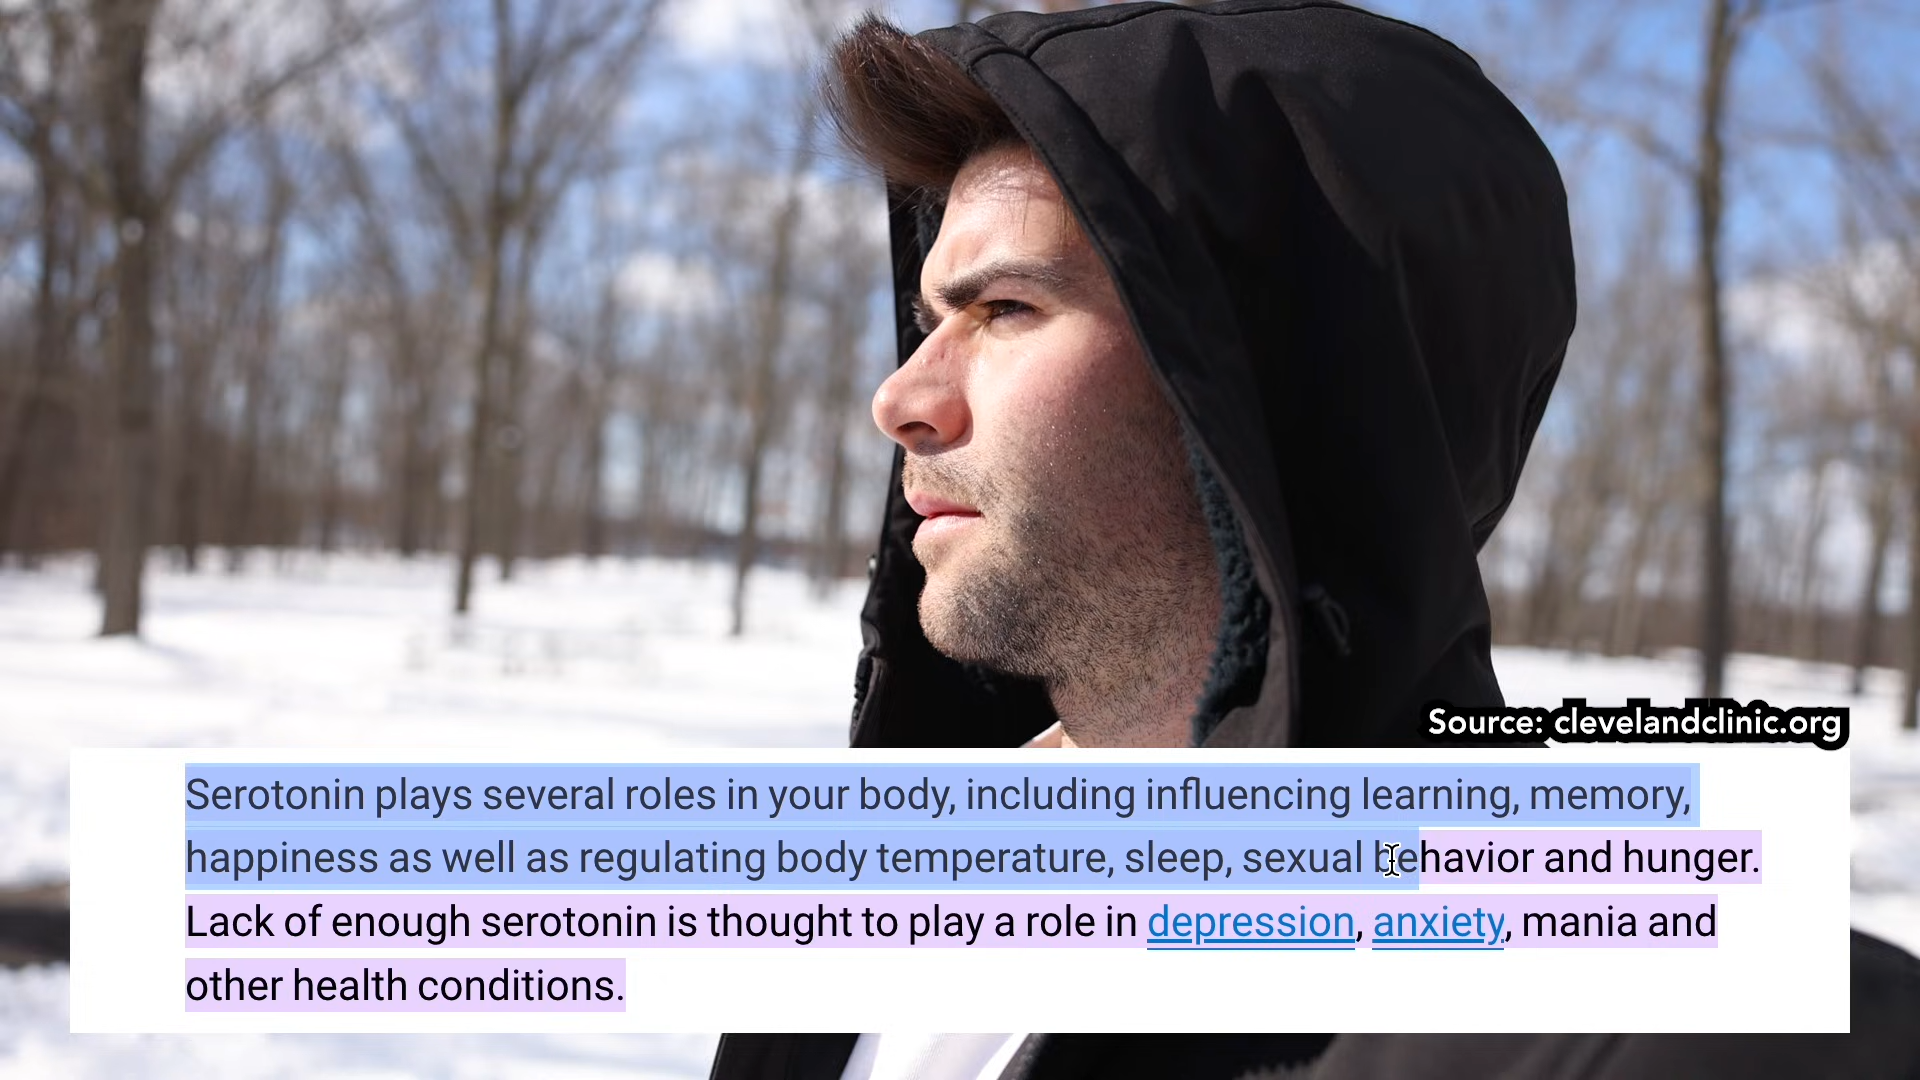 Source: clevelandclinic.org
Serotonin plays several roles in your body, including influencing learning, memory,
happiness as well as regulating body temperature, sleep, sexual behavior and hunger.
Lack of enough serotonin is thought to play a role in depression, anxiety, mania and
other health conditions.